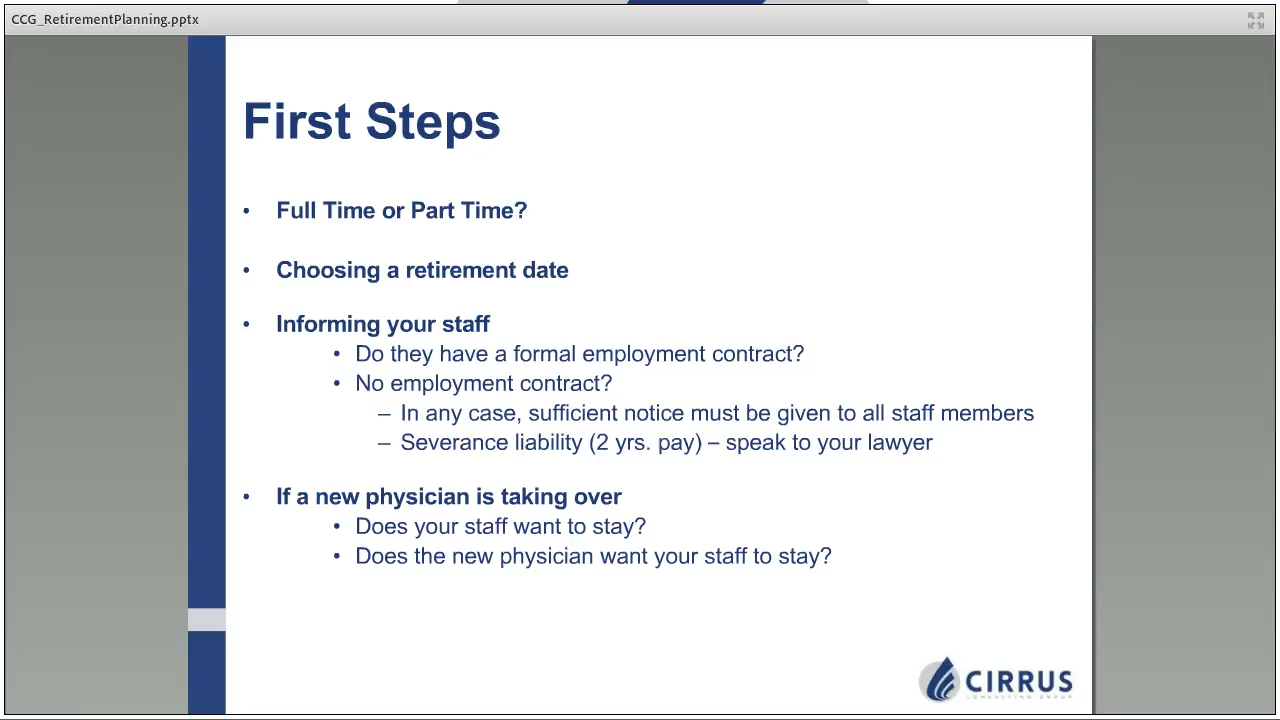 CCG_RetirementPlanning.pptx
First Steps
• Full Time or Part Time?
• Choosing a retirement date
• Informing your staff
• Do they have a formal employment contract?
• No employment contract?
– In any case, sufficient notice must be given to all staff members
– Severance liability (2 yrs. pay) – speak to your lawyer
• If a new physician is taking over
• Does your staff want to stay?
• Does the new physician want your staff to stay?
CIRRUS
CONSULTING GROUP